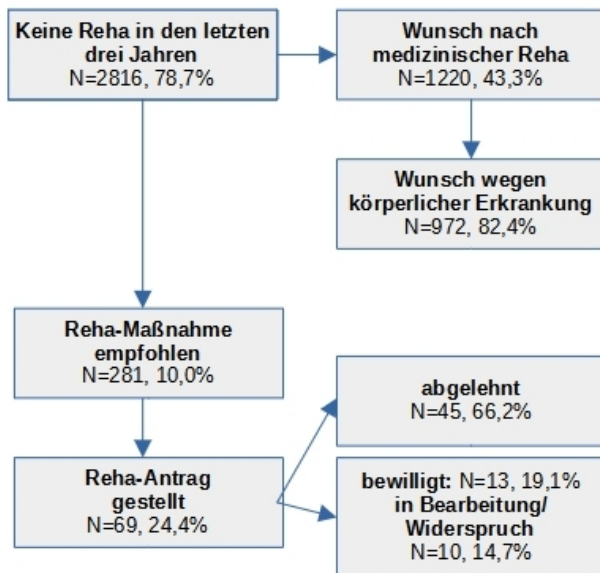 Keine Reha in den letzten
drei Jahren
N=2816, 78,7%
Wunsch nach
medizinischer Reha
N=1220, 43,3%
Wunsch wegen
körperlicher Erkrankung
N=972, 82,4%
Reha-Maßnahme
empfohlen
N=281, 10,0%
Reha-Antrag
gestellt
N=69, 24,4%
abgelehnt
N=45, 66,2%
bewilligt: N=13, 19,1%
in Bearbeitung/
Widerspruch
N=10, 14,7%